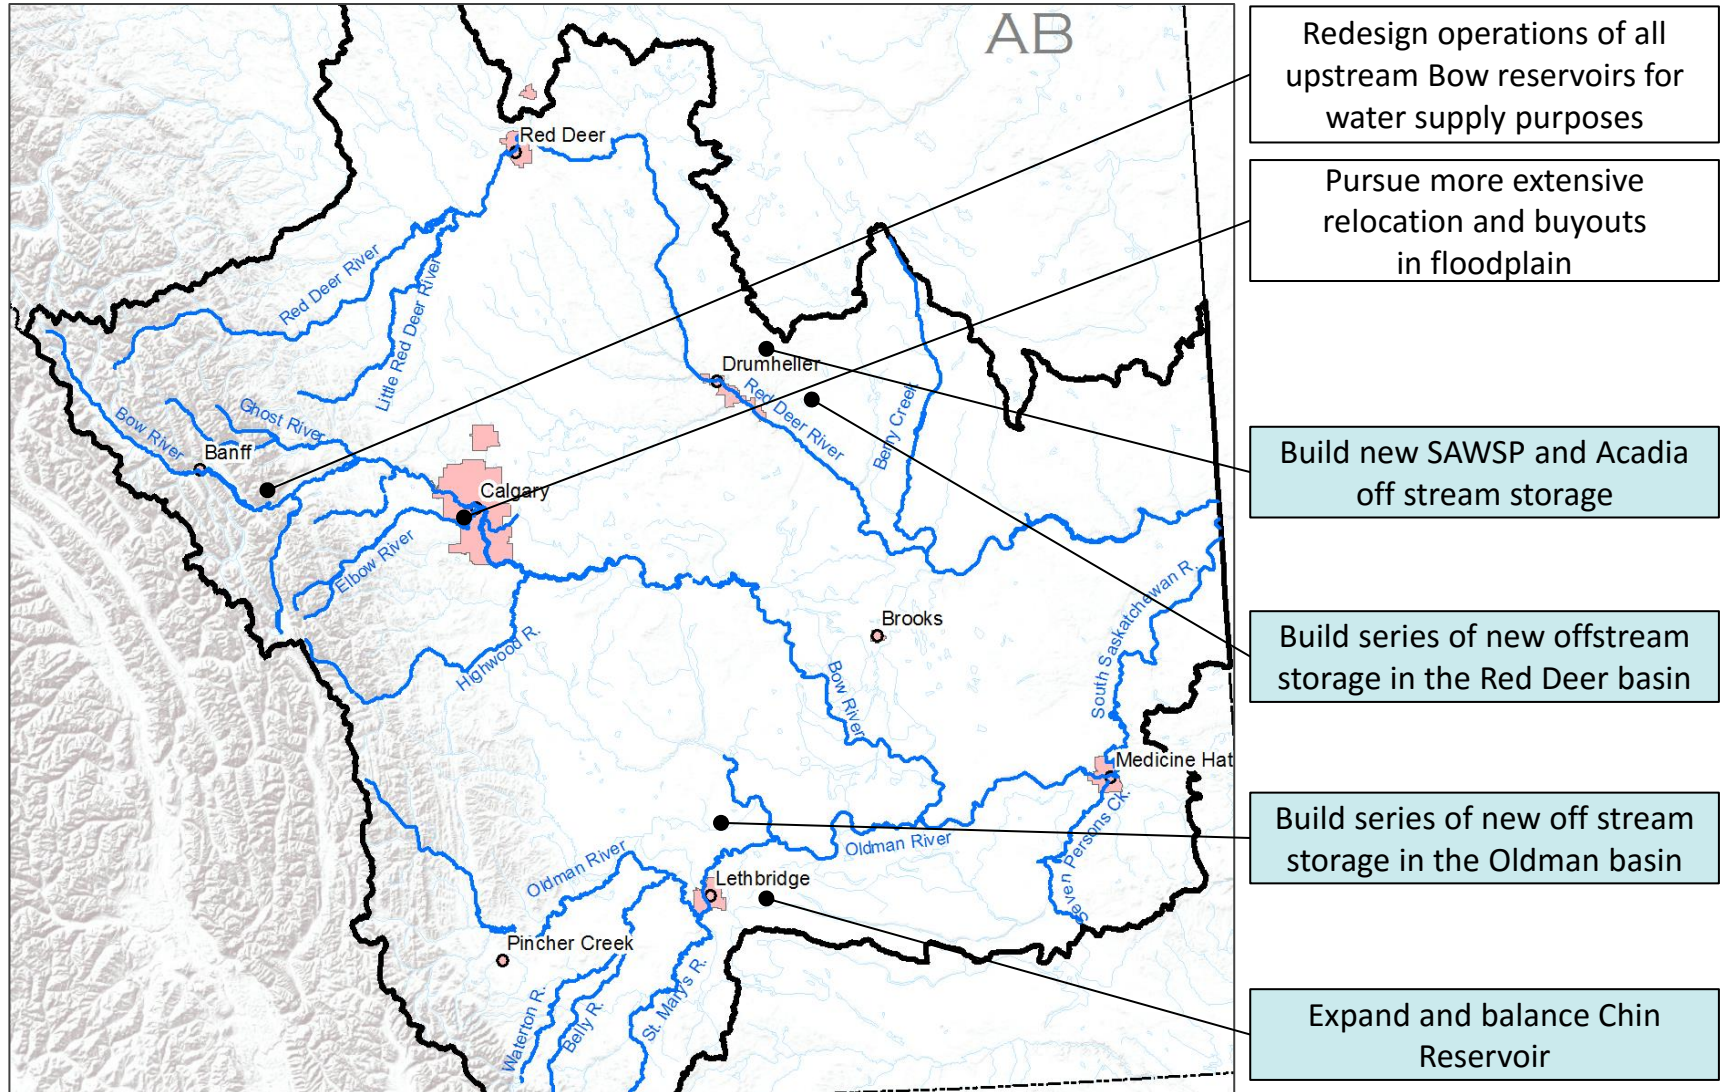 AB
Red Deer
Red Deer River
Little Red Deer River
Drumheller
Red Deer River
Berry Creek
Ghost River
Bow River
Banff
Calgary
Elbow River
Highwood R.
Brooks
Bow River
South Saskatchewan R.
Medicine Hat
Seven Persons Ck.
Oldman River
Oldman River
Lethbridge
Pincher Creek
Waterton R.
Belly R.
St. Mary's R.
Redesign operations of all
upstream Bow reservoirs for
water supply purposes
Pursue more extensive
relocation and buyouts
in floodplain
Build new SAWSP and Acadia
off stream storage
Build series of new offstream
storage in the Red Deer basin
Build series of new off stream
storage in the Oldman basin
Expand and balance Chin
Reservoir